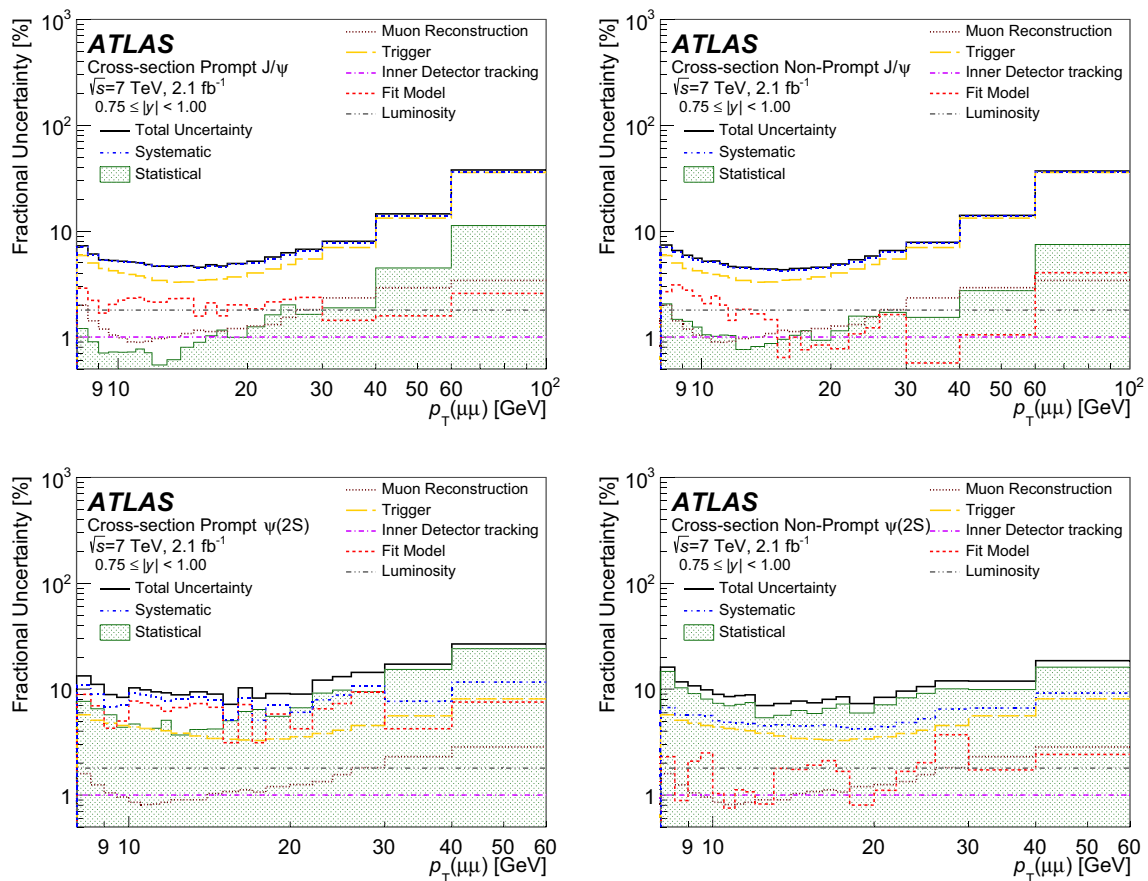 Fractional Uncertainty [%]
10³
10²
10
1
ATLAS
Cross-section Prompt J/ψ
√s=7 TeV, 2.1 fb⁻¹
0.75 ≤ |y| < 1.00
Total Uncertainty
Systematic
Statistical
Muon Reconstruction
Trigger
Inner Detector tracking
Fit Model
Luminosity
9 10 20 30 40 50 60 10²
p_T(μμ) [GeV]
Fractional Uncertainty [%]
10³
10²
10
1
ATLAS
Cross-section Non-Prompt J/ψ
√s=7 TeV, 2.1 fb⁻¹
0.75 ≤ |y| < 1.00
Total Uncertainty
Systematic
Statistical
Muon Reconstruction
Trigger
Inner Detector tracking
Fit Model
Luminosity
9 10 20 30 40 50 60 10²
p_T(μμ) [GeV]
Fractional Uncertainty [%]
10³
10²
10
1
ATLAS
Cross-section Prompt ψ(2S)
√s=7 TeV, 2.1 fb⁻¹
0.75 ≤ |y| < 1.00
Total Uncertainty
Systematic
Statistical
Muon Reconstruction
Trigger
Inner Detector tracking
Fit Model
Luminosity
9 10 20 30 40 50 60
p_T(μμ) [GeV]
Fractional Uncertainty [%]
10³
10²
10
1
ATLAS
Cross-section Non-Prompt ψ(2S)
√s=7 TeV, 2.1 fb⁻¹
0.75 ≤ |y| < 1.00
Total Uncertainty
Systematic
Statistical
Muon Reconstruction
Trigger
Inner Detector tracking
Fit Model
Luminosity
9 10 20 30 40 50 60
p_T(μμ) [GeV]